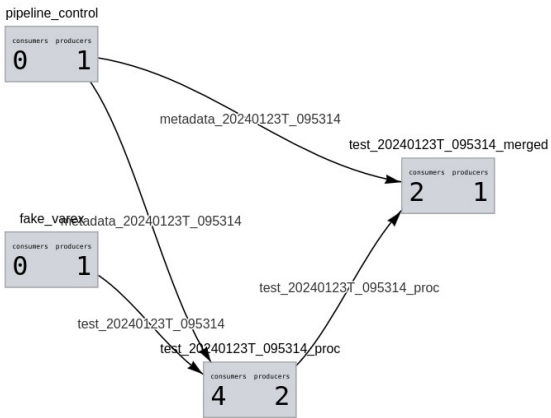 pipeline_control
consumers producers
0 1
metadata_20240123T_095314
test_20240123T_095314_merged
consumers producers
2 1
fake_varex
metadata_20240123T_095314
consumers producers
0 1
test_20240123T_095314_proc
test_20240123T_095314
test_20240123T_095314_proc
consumers producers
4 2